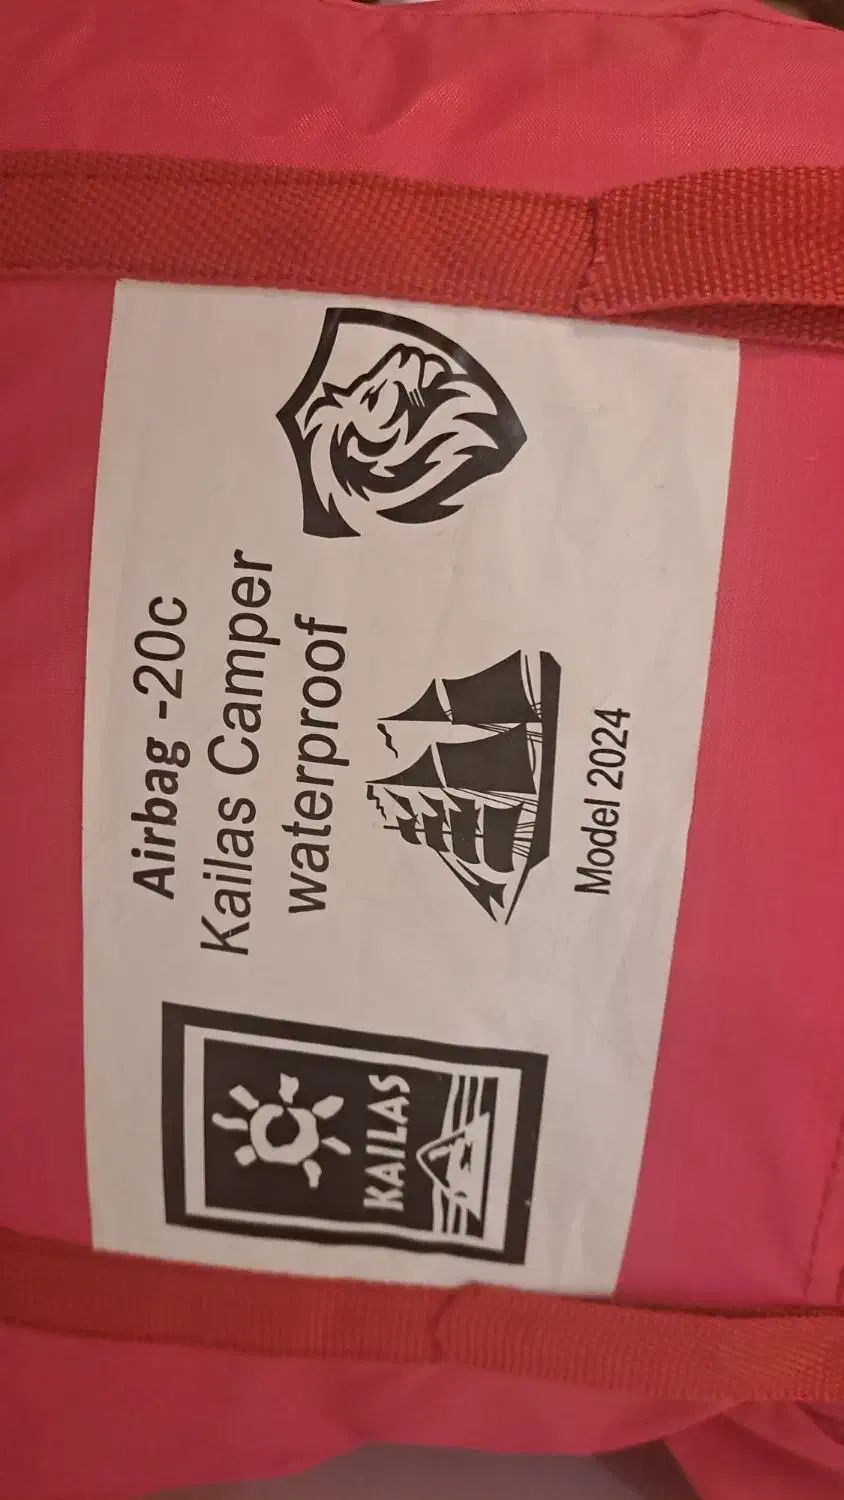 Airbag -20c
Kailas Camper
waterproof
KAILAS
Model 2024